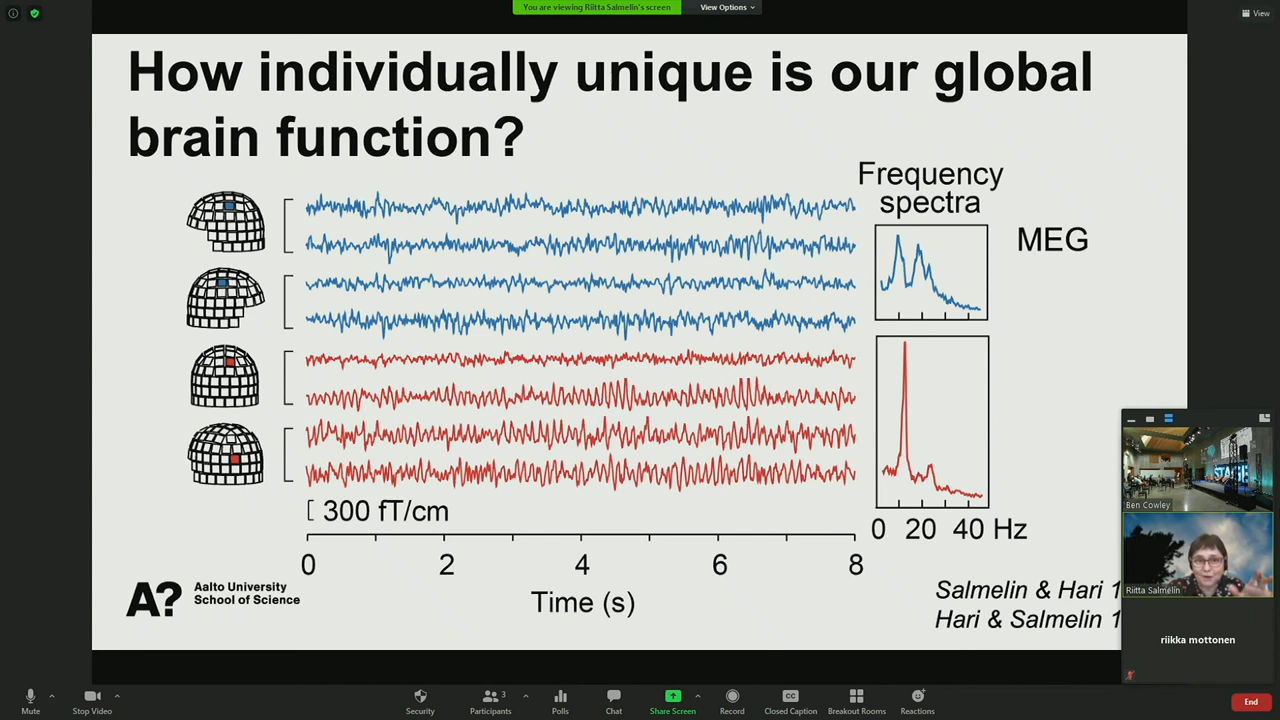 You are viewing Riitta Salmelin's screen
View Options
View
How individually unique is our global
brain function?
Frequency
spectra
MEG
300 fT/cm
0 20 40 Hz
0 2 4 6 8
Time (s)
A?
Aalto University
School of Science
Salmelin & Hari 1
Hari & Salmelin 1
START
Ben Cowley
Riitta Salmelin
riikka mottonen
Mute
Stop Video
Security
Participants
3
Polls
Chat
Share Screen
Record
CC
Closed Caption
Breakout Rooms
Reactions
End